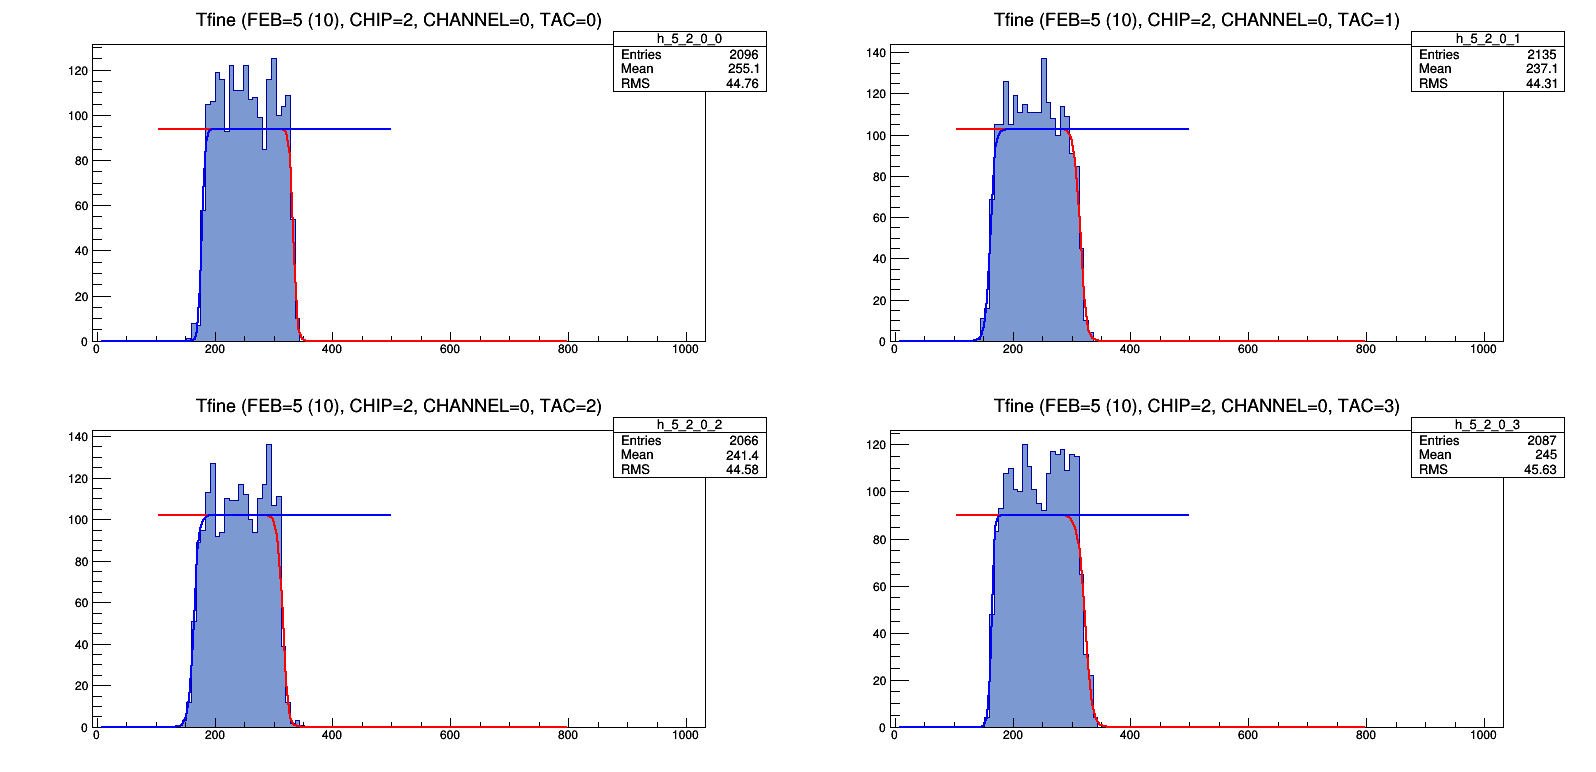 Tfine (FEB=5 (10), CHIP=2, CHANNEL=0, TAC=0)
h_5_2_0_0
Entries 2096
Mean 255.1
RMS 44.76
120
100
80
60
40
20
0
0 200 400 600 800 1000
Tfine (FEB=5 (10), CHIP=2, CHANNEL=0, TAC=1)
h_5_2_0_1
Entries 2135
Mean 237.1
RMS 44.31
140
120
100
80
60
40
20
0
0 200 400 600 800 1000
Tfine (FEB=5 (10), CHIP=2, CHANNEL=0, TAC=2)
h_5_2_0_2
Entries 2066
Mean 241.4
RMS 44.58
140
120
100
80
60
40
20
0
0 200 400 600 800 1000
Tfine (FEB=5 (10), CHIP=2, CHANNEL=0, TAC=3)
h_5_2_0_3
Entries 2087
Mean 245
RMS 45.63
120
100
80
60
40
20
0
0 200 400 600 800 1000